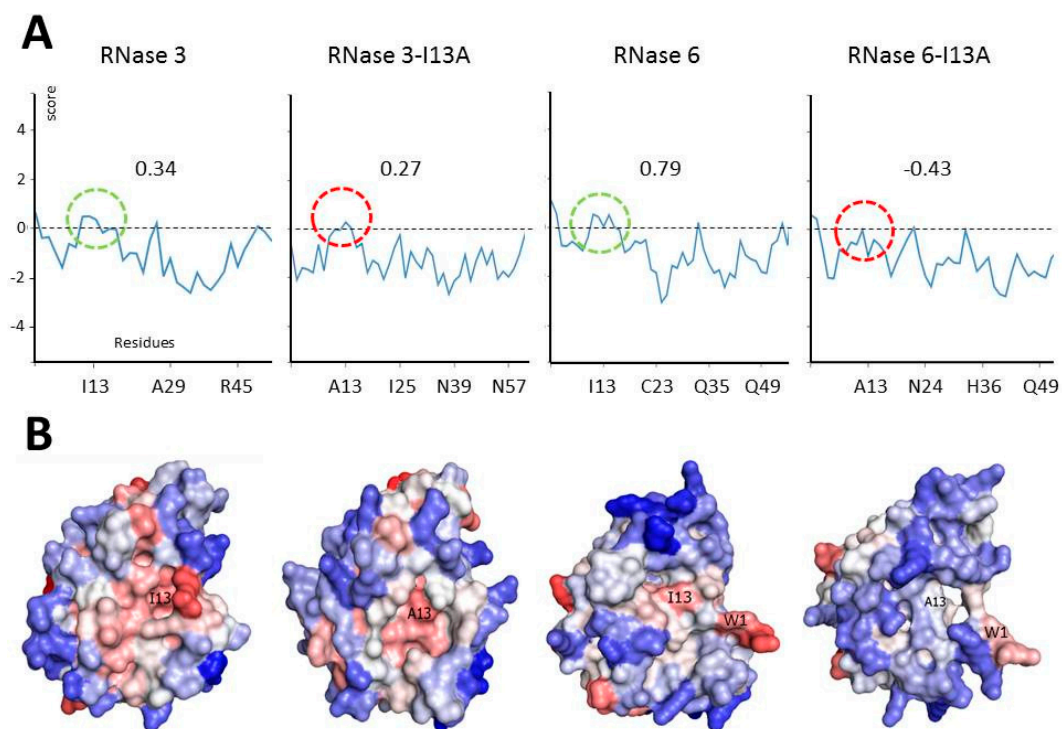 A
RNase 3 RNase 3-I13A RNase 6 RNase 6-I13A
score
4
2
0
-2
-4
0.34 0.27 0.79 -0.43
Residues
I13 A29 R45 A13 I25 N39 N57 I13 C23 Q35 Q49 A13 N24 H36 Q49
B
I13 A13 I13 W1 A13 W1